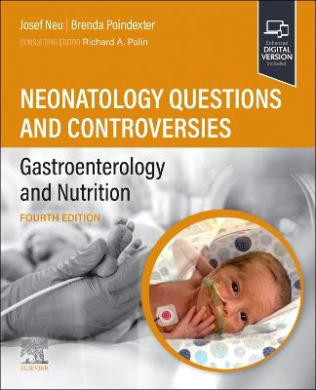 Josef Neu | Brenda Poindexter
CONSULTING EDITOR Richard A. Polin
Enhanced
DIGITAL
VERSION
Included
NEONATOLOGY QUESTIONS
AND CONTROVERSIES
Gastroenterology
and Nutrition
FOURTH EDITION
ELSEVIER